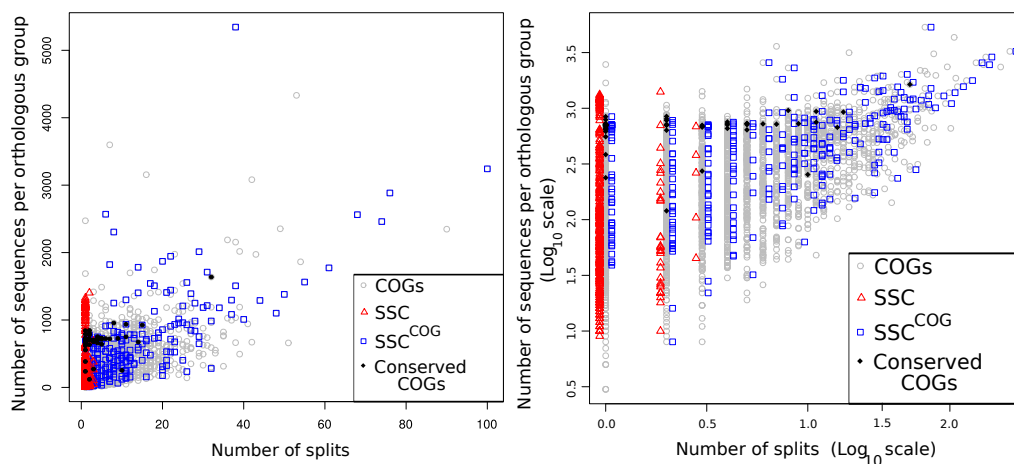 Number of sequences per orthologous group
5000
4000
3000
2000
1000
0
0
20
40
60
80
100
Number of splits
COGs
SSC
SSC^COG
Conserved
COGs
Number of sequences per orthologous group
(Log10 scale)
3.5
3.0
2.5
2.0
1.5
1.0
0.5
0.0
0.5
1.0
1.5
2.0
Number of splits (Log10 scale)
COGs
SSC
SSC^COG
Conserved
COGs